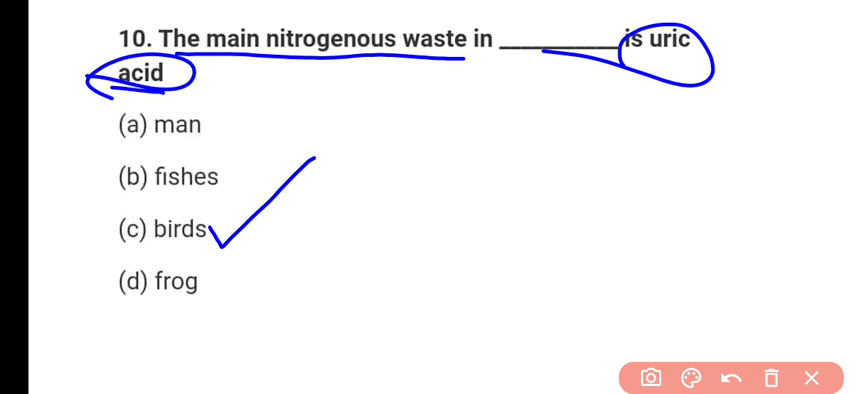 10. The main nitrogenous waste in __________ is uric
acid
(a) man
(b) fishes
(c) birds
(d) frog